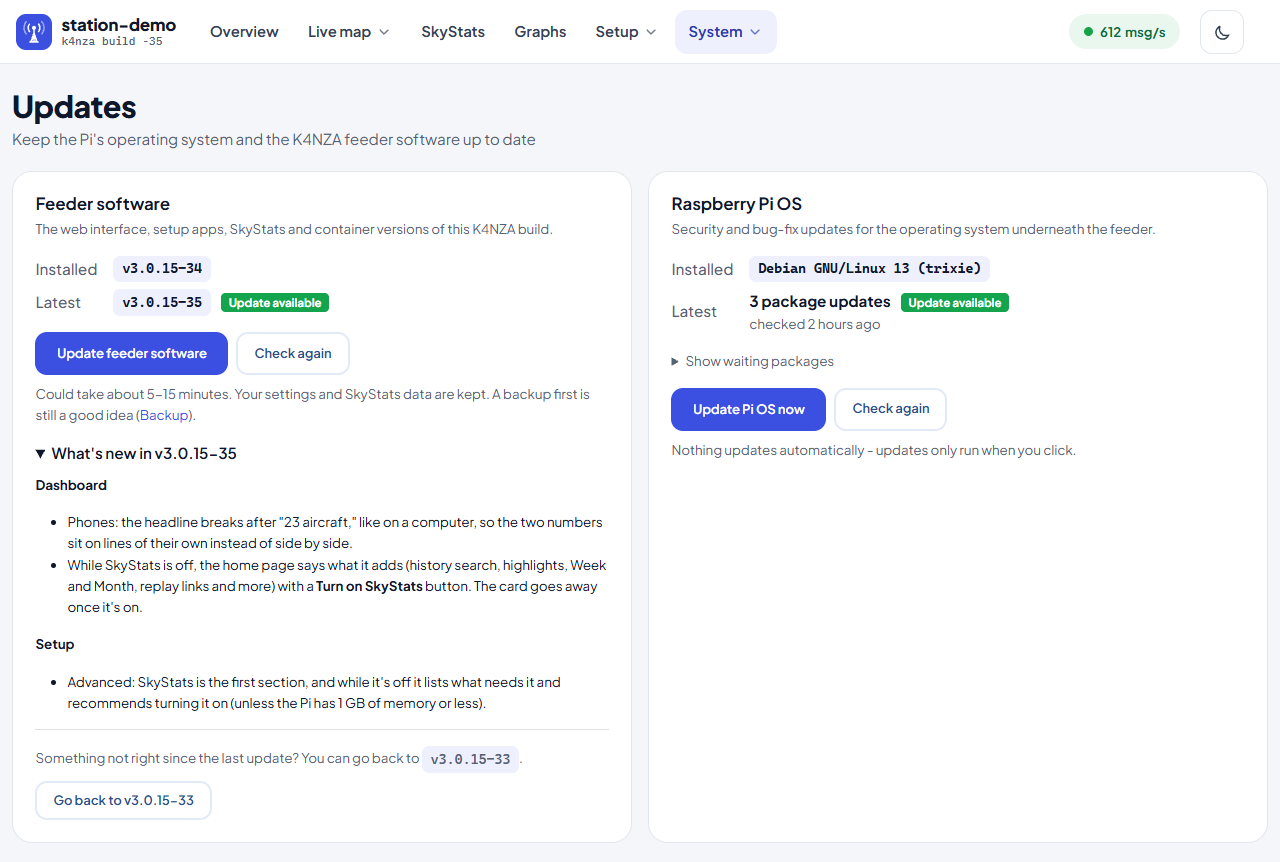 station-demo
k4nza build -35
Overview
Live map
SkyStats
Graphs
Setup
System
612 msg/s
Updates
Keep the Pi's operating system and the K4NZA feeder software up to date
Feeder software
The web interface, setup apps, SkyStats and container versions of this K4NZA build.
Installed v3.0.15-34
Latest v3.0.15-35 Update available
Update feeder software Check again
Could take about 5–15 minutes. Your settings and SkyStats data are kept. A backup first is
still a good idea (Backup).
What's new in v3.0.15-35
Dashboard
• Phones: the headline breaks after "23 aircraft," like on a computer, so the two numbers
sit on lines of their own instead of side by side.
• While SkyStats is off, the home page says what it adds (history search, highlights, Week
and Month, replay links and more) with a Turn on SkyStats button. The card goes away
once it's on.
Setup
• Advanced: SkyStats is the first section, and while it's off it lists what needs it and
recommends turning it on (unless the Pi has 1 GB of memory or less).
Something not right since the last update? You can go back to v3.0.15-33.
Go back to v3.0.15-33
Raspberry Pi OS
Security and bug-fix updates for the operating system underneath the feeder.
Installed Debian GNU/Linux 13 (trixie)
Latest 3 package updates Update available
checked 2 hours ago
Show waiting packages
Update Pi OS now Check again
Nothing updates automatically - updates only run when you click.